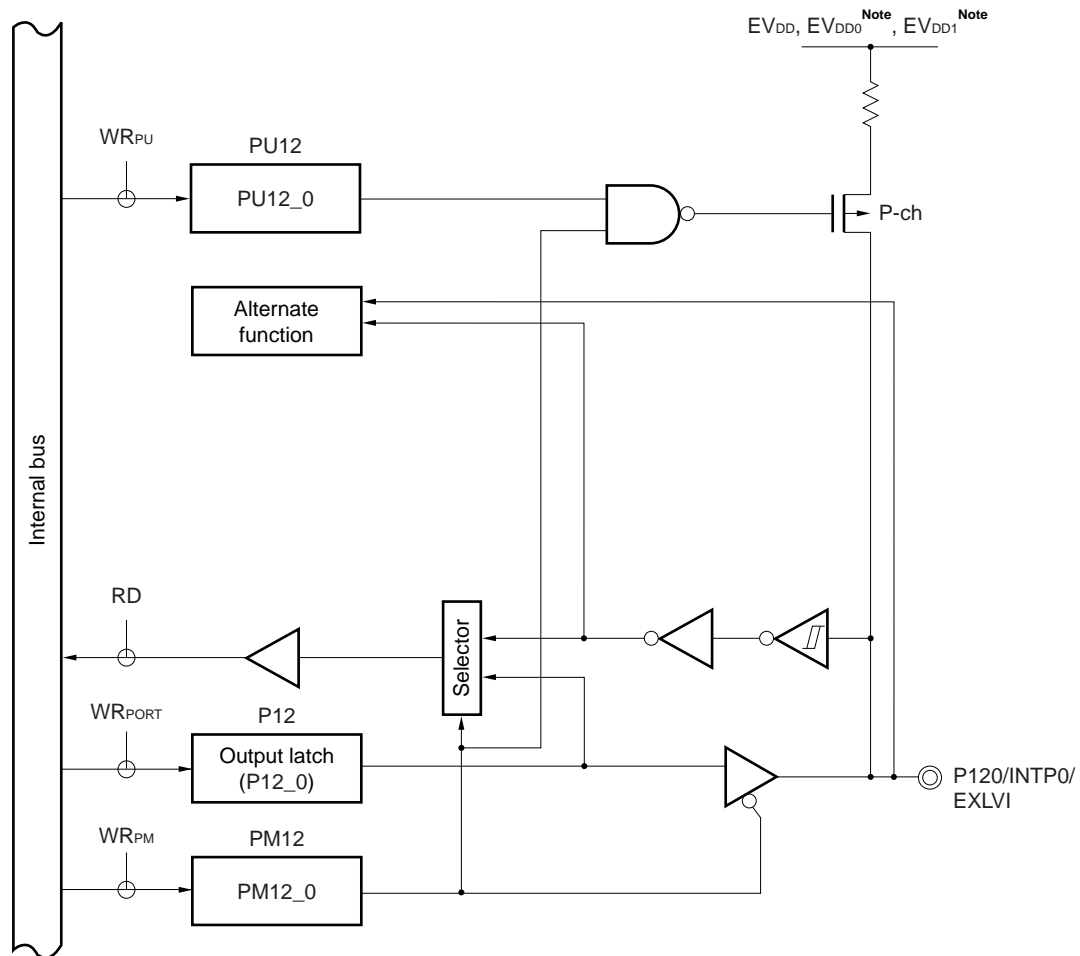 EVDD, EVDD0Note, EVDD1Note
WRPU
PU12
PU12_0
P-ch
Alternate
function
Internal bus
RD
Selector
WRPORT
P12
Output latch
(P12_0)
P120/INTP0/
EXLVI
WRPM
PM12
PM12_0